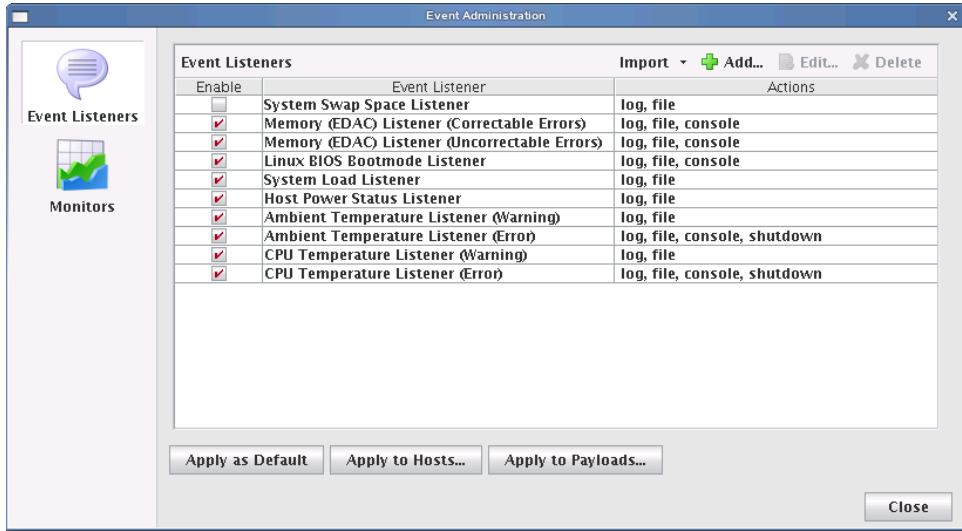 Event Administration
Event Listeners
Monitors
Event Listeners Import Add... Edit... Delete
Enable Event Listener Actions
System Swap Space Listener log, file
Memory (EDAC) Listener (Correctable Errors) log, file, console
Memory (EDAC) Listener (Uncorrectable Errors) log, file, console
Linux BIOS Bootmode Listener log, file, console
System Load Listener log, file
Host Power Status Listener log, file
Ambient Temperature Listener (Warning) log, file
Ambient Temperature Listener (Error) log, file, console, shutdown
CPU Temperature Listener (Warning) log, file
CPU Temperature Listener (Error) log, file, console, shutdown
Apply as Default Apply to Hosts... Apply to Payloads...
Close